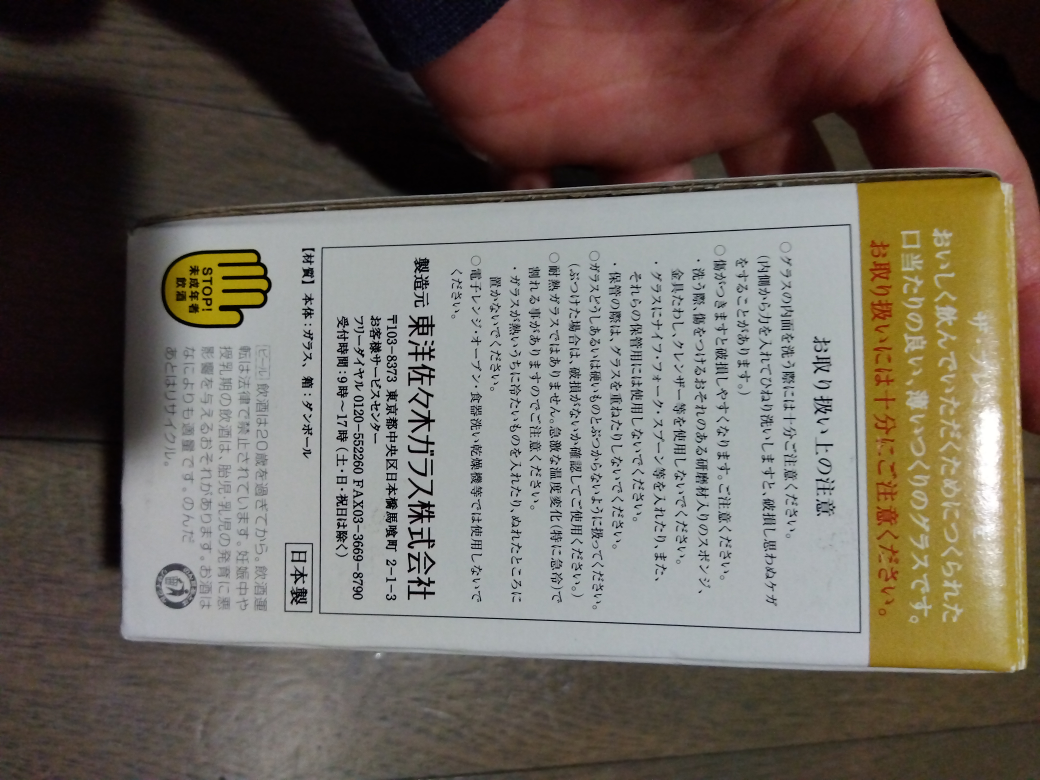 おいしく飲んでいただくためにつくられた
口当たりの良い、薄いつくりのグラスです。
お取り扱いには十分にご注意ください。
お取り扱い上の注意
○グラスの内面を洗う際には十分ご注意ください。
(内側から力を入れてひねり洗いしますと、破損し思わぬケガ
をすることがあります。)
○傷がつきますと破損しやすくなります。ご注意ください。
・洗う際、傷をつけるおそれのある研磨材入りのスポンジ、
金具たわし、クレンザー等を使用しないでください。
・グラスにナイフ・フォーク・スプーン等を入れたり、また、
それらの保管用には使用しないでください。
・保管の際は、グラスを重ねたりしないでください。
○ガラスどうしあるいは硬いものとぶつからないように扱ってください。
(ぶつけた場合は、破損がないか確認してご使用ください。)
○耐熱ガラスではありません。急激な温度変化(特に急冷)で
割れる事がありますのでご注意ください。
・ガラスが熱いうちに冷たいものを入れたり、ぬれたところに
置かないでください。
○電子レンジ・オーブン・食器洗い乾燥機等では使用しないで
ください。
製造元 東洋佐々木ガラス株式会社
〒103-8373 東京都中央区日本橋馬喰町 2-1-3
お客様サービスセンター
フリーダイヤル 0120-552260 FAX03-3669-8790
受付時間:9時~17時(土・日・祝日は除く)
【材質】本体:ガラス、箱:ダンボール
日本製
STOP!
未成年者
飲酒
ビール 飲酒は20歳を過ぎてから。飲酒運
転は法律で禁止されています。妊娠中や
授乳期の飲酒は、胎児・乳児の発育に悪
影響を与えるおそれがあります。お酒は
なによりも適量です。のんだ
あとはリサイクル。